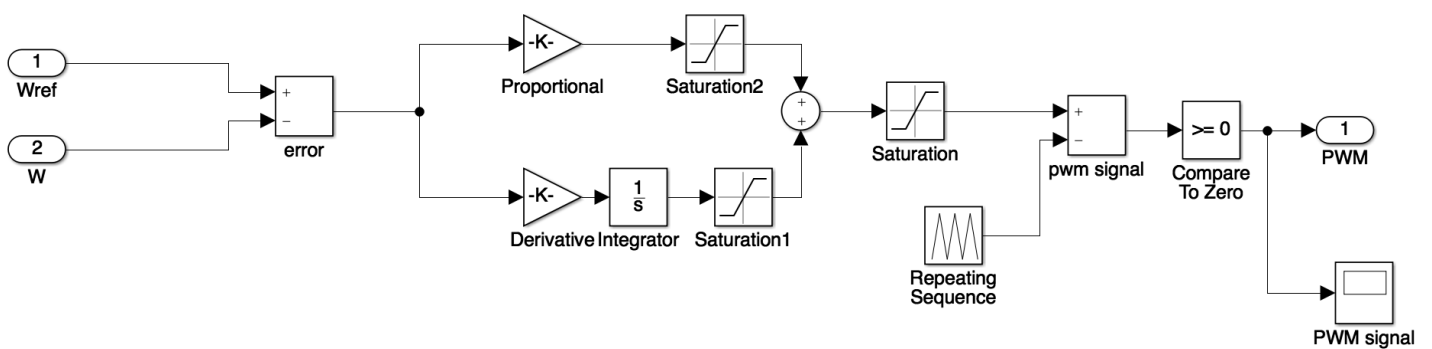 1
Wref
2
W
+
−
error
-K-
Proportional
Saturation2
-K-
Derivative
1
s
Integrator
Saturation1
+
+
Saturation
Repeating
Sequence
+
−
pwm signal
>= 0
Compare
To Zero
1
PWM
PWM signal